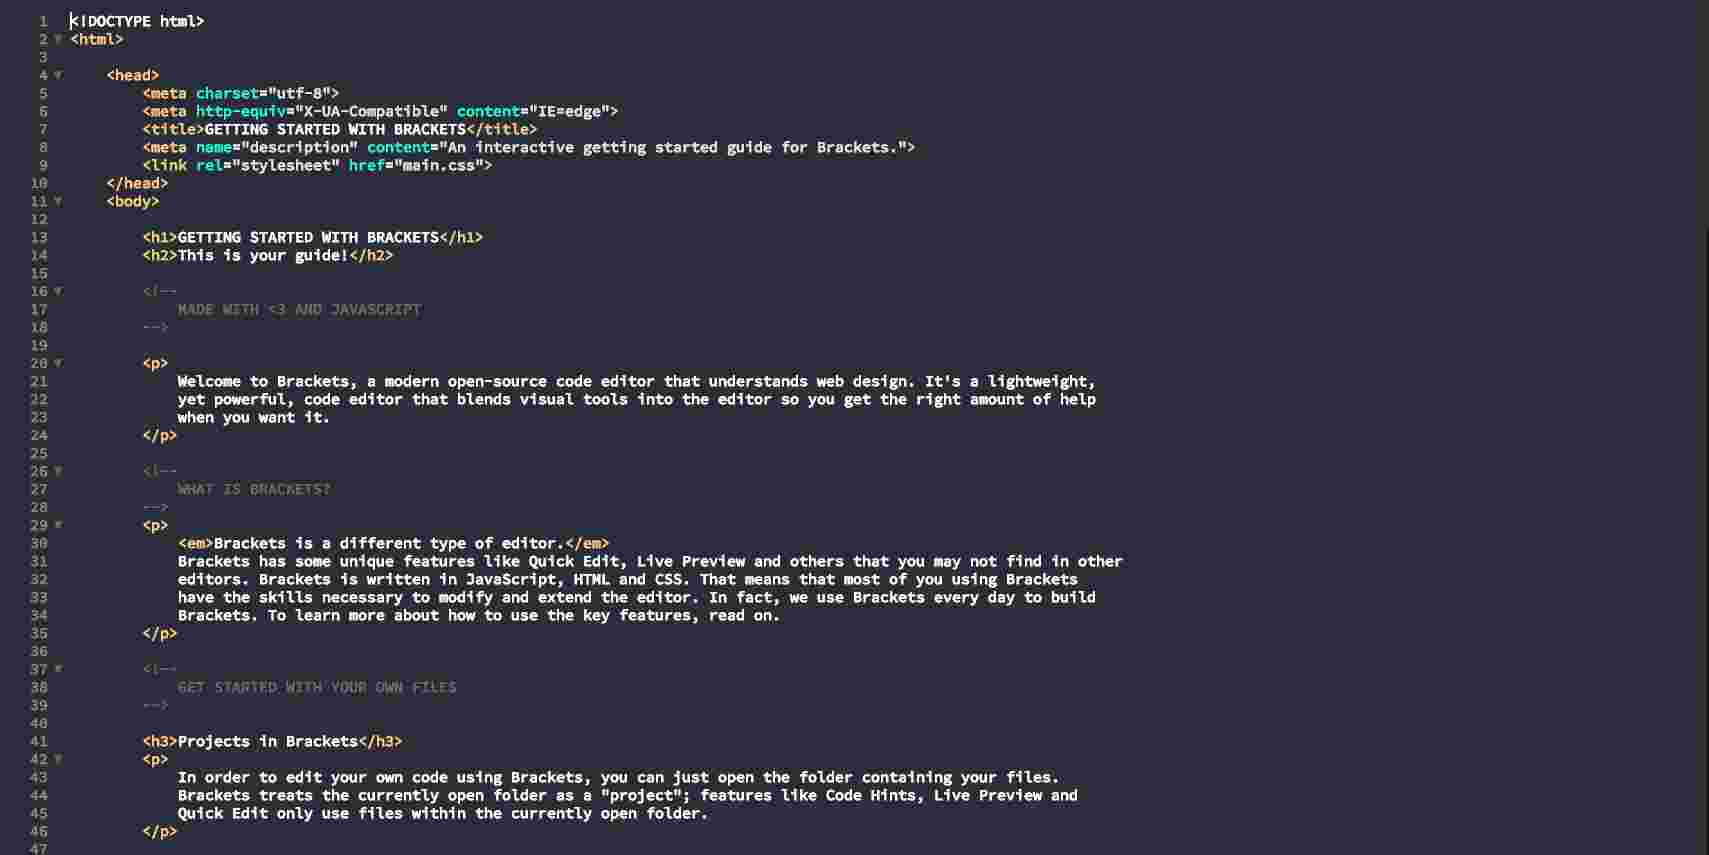 1 <!DOCTYPE html>
2 <html>
3
4 <head>
5 <meta charset="utf-8">
6 <meta http-equiv="X-UA-Compatible" content="IE=edge">
7 <title>GETTING STARTED WITH BRACKETS</title>
8 <meta name="description" content="An interactive getting started guide for Brackets.">
9 <link rel="stylesheet" href="main.css">
10 </head>
11 <body>
12
13 <h1>GETTING STARTED WITH BRACKETS</h1>
14 <h2>This is your guide!</h2>
15
16 <!--
17 MADE WITH <3 AND JAVASCRIPT
18 -->
19
20 <p>
21 Welcome to Brackets, a modern open-source code editor that understands web design. It's a lightweight,
22 yet powerful, code editor that blends visual tools into the editor so you get the right amount of help
23 when you want it.
24 </p>
25
26 <!--
27 WHAT IS BRACKETS?
28 -->
29 <p>
30 <em>Brackets is a different type of editor.</em>
31 Brackets has some unique features like Quick Edit, Live Preview and others that you may not find in other
32 editors. Brackets is written in JavaScript, HTML and CSS. That means that most of you using Brackets
33 have the skills necessary to modify and extend the editor. In fact, we use Brackets every day to build
34 Brackets. To learn more about how to use the key features, read on.
35 </p>
36
37 <!--
38 GET STARTED WITH YOUR OWN FILES
39 -->
40
41 <h3>Projects in Brackets</h3>
42 <p>
43 In order to edit your own code using Brackets, you can just open the folder containing your files.
44 Brackets treats the currently open folder as a "project"; features like Code Hints, Live Preview and
45 Quick Edit only use files within the currently open folder.
46 </p>
47